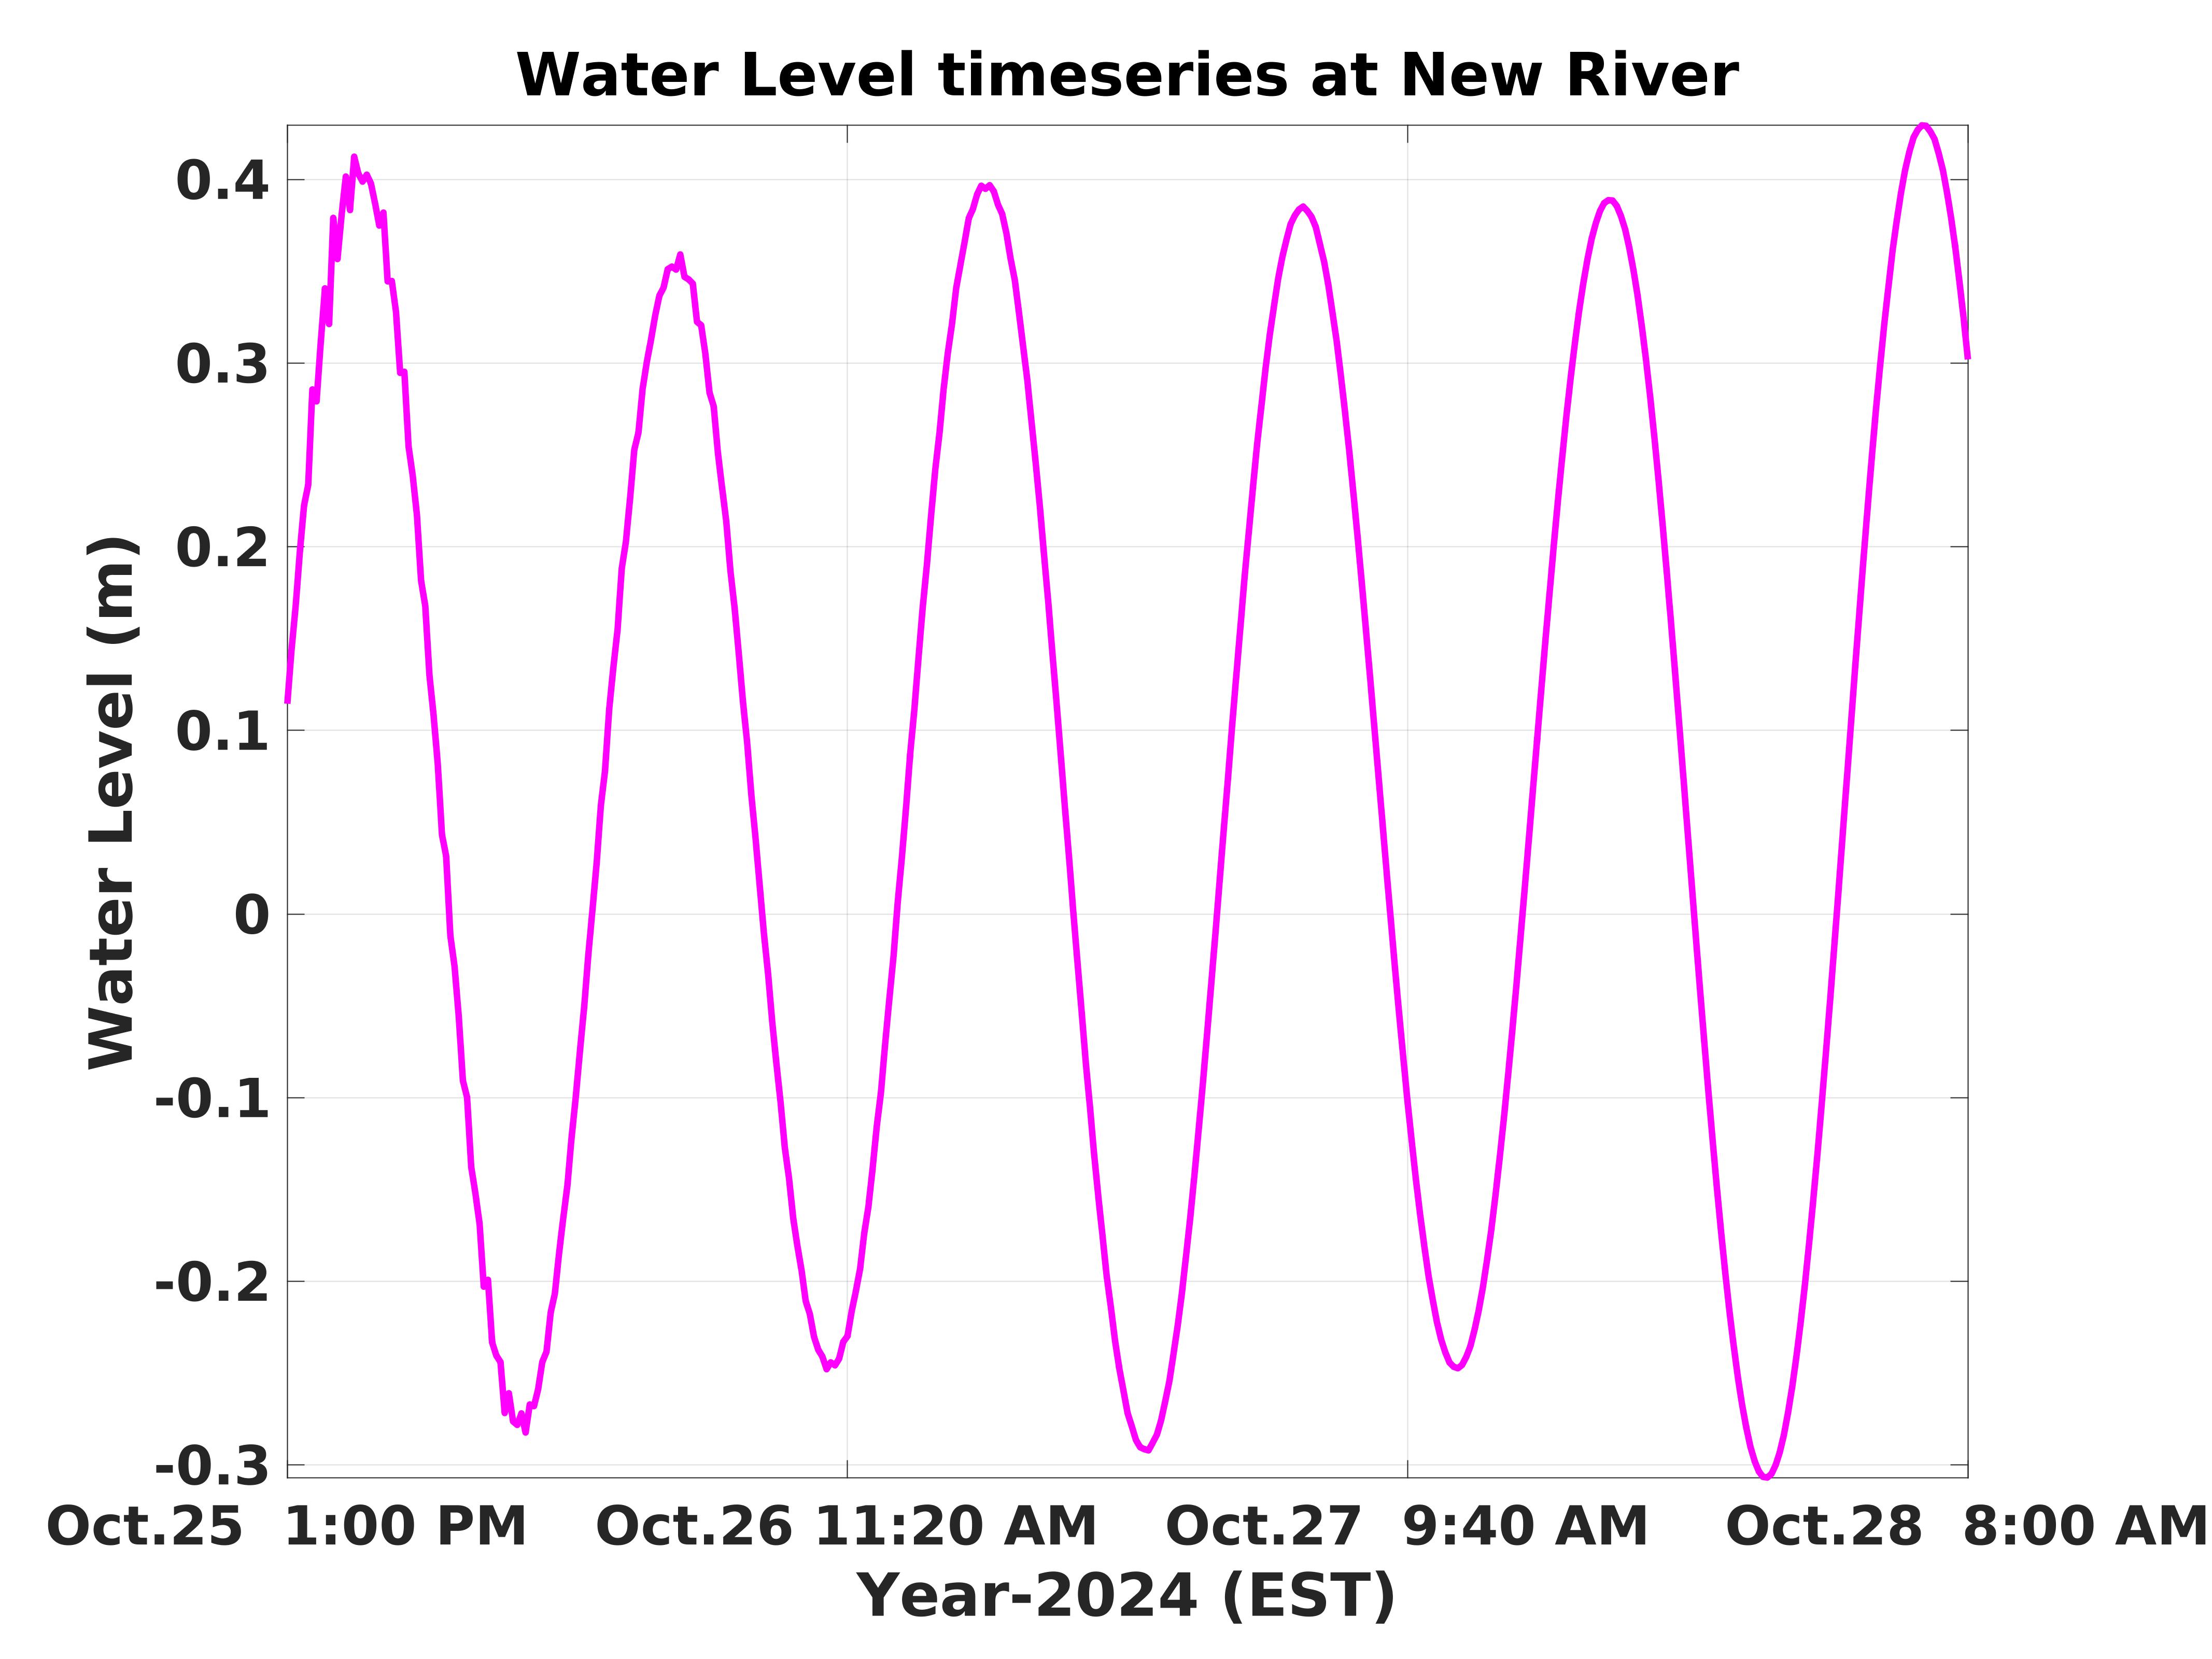 Water Level timeseries at New River
Water Level (m)
0.4
0.3
0.2
0.1
0
-0.1
-0.2
-0.3
Oct.25 1:00 PM
Oct.26 11:20 AM
Oct.27 9:40 AM
Oct.28 8:00 AM
Year-2024 (EST)